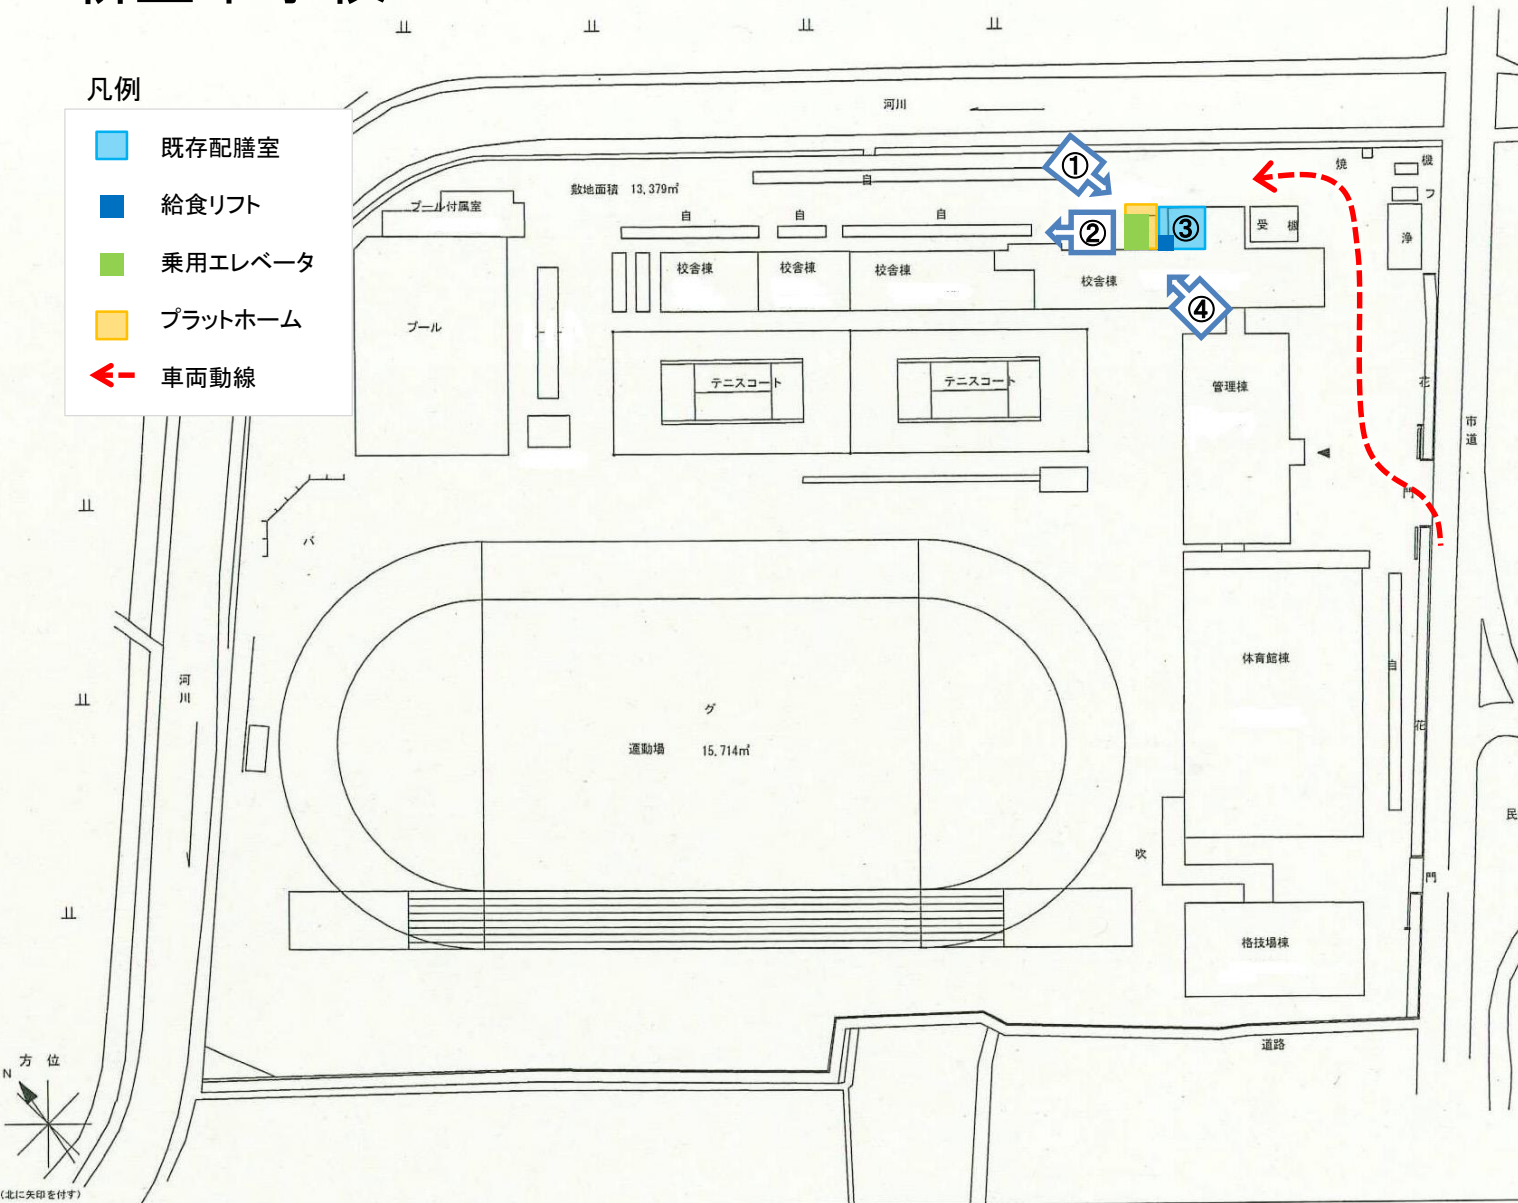 凡例
既存配膳室
給食リフト
乗用エレベータ
プラットホーム
車両動線
河川
敷地面積 13,379㎡
自
自
自
自
①
②
③
④
焼
機
フ
受 機
浄
プール付属室
校舎棟
校舎棟
校舎棟
校舎棟
プール
テニスコート
テニスコート
管理棟
花
市道
門
バ
河川
グ
運動場 15,714㎡
体育館棟
自
花
民
吹
門
格技場棟
道路
方位
N
(北に矢印を付す)